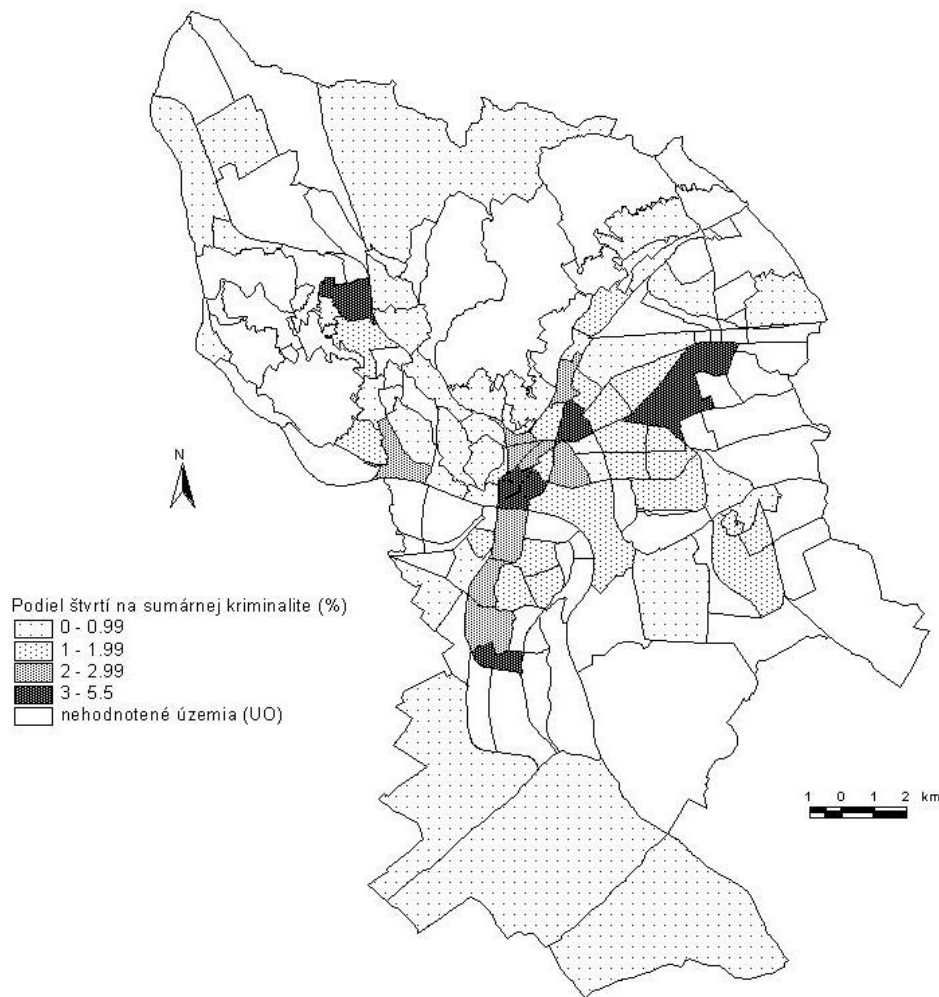 N
Podiel štvrtí na sumárnej kriminalite (%)
0 - 0.99
1 - 1.99
2 - 2.99
3 - 5.5
nehodnotené územia (UO)
1 0 1 2 km